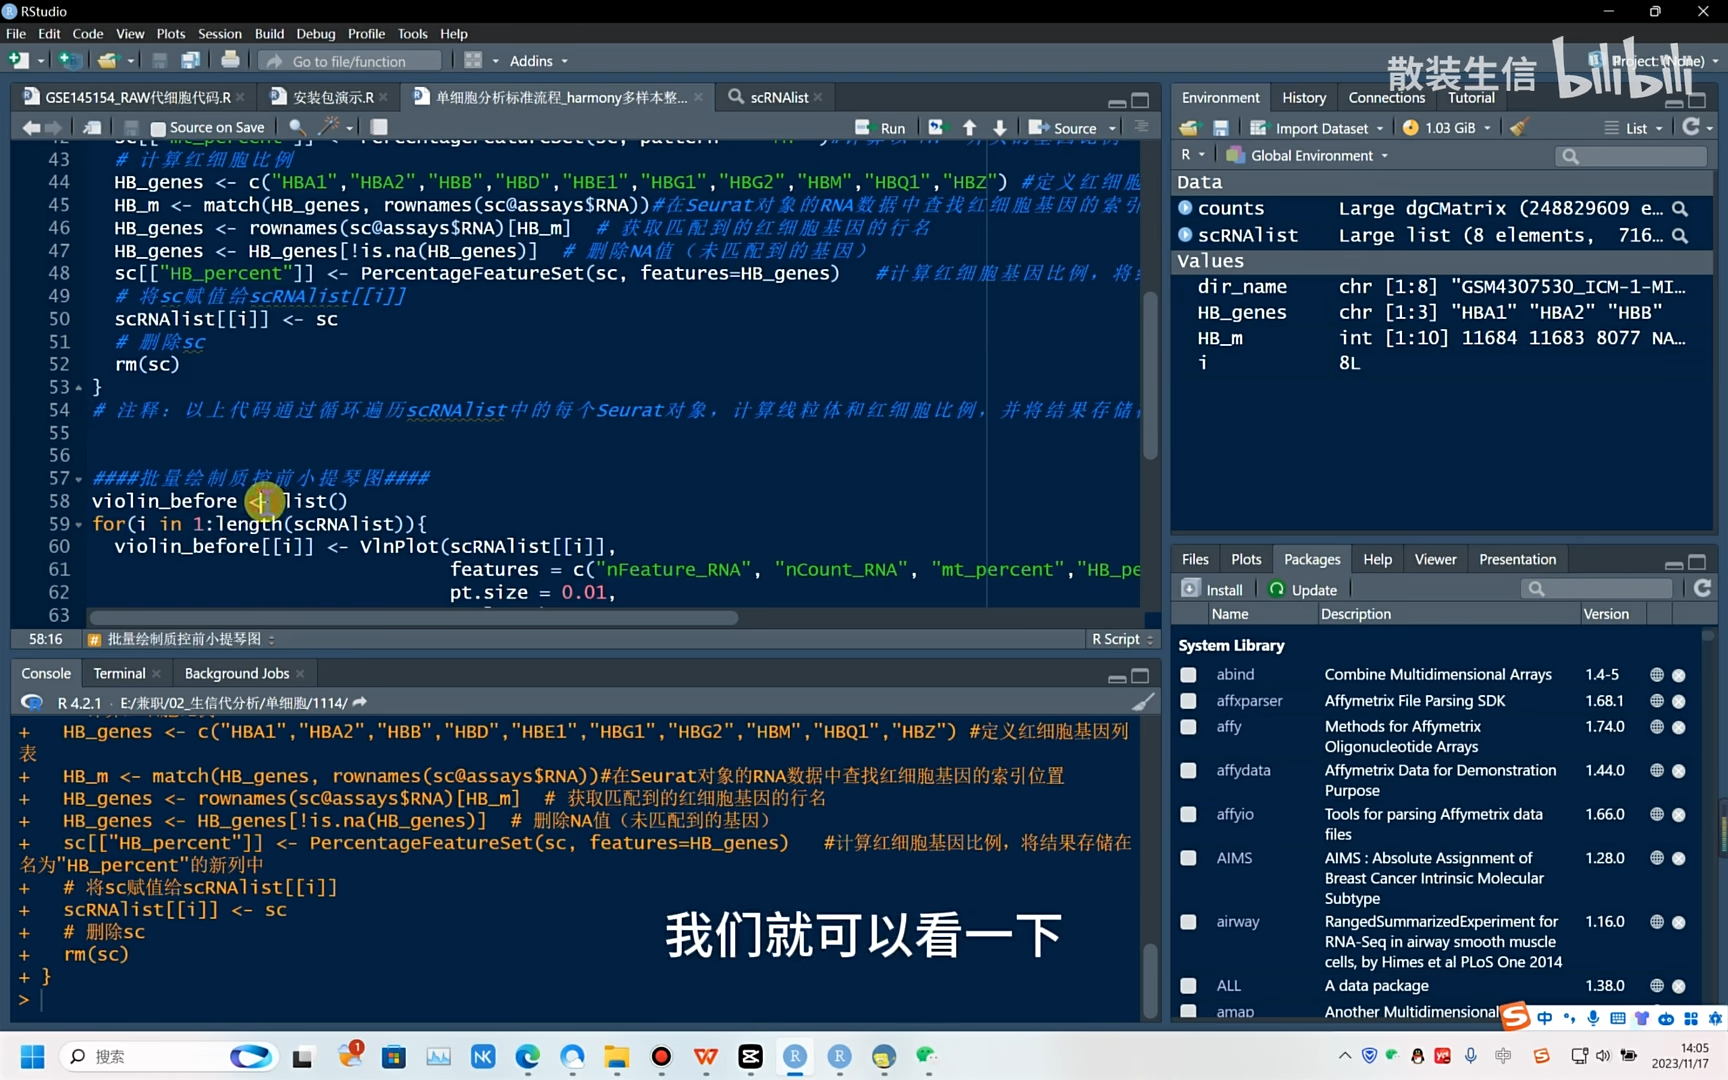 RStudio
File Edit Code View Plots Session Build Debug Profile Tools Help
Go to file/function Addins
散装生信 bilibili
GSE145154_RAW代细胞代码.R 安装包演示.R 单细胞分析标准流程_harmony多样本整... scRNAlist
Source on Save Run Source
43 # 计算红细胞比例
44 HB_genes <- c("HBA1","HBA2","HBB","HBD","HBE1","HBG1","HBG2","HBM","HBQ1","HBZ") #定义红细胞
45 HB_m <- match(HB_genes, rownames(sc@assays$RNA))#在Seurat对象的RNA数据中查找红细胞基因的索引
46 HB_genes <- rownames(sc@assays$RNA)[HB_m] # 获取匹配到的红细胞基因的行名
47 HB_genes <- HB_genes[!is.na(HB_genes)] # 删除NA值（未匹配到的基因）
48 sc[["HB_percent"]] <- PercentageFeatureSet(sc, features=HB_genes) #计算红细胞基因比例，将
49 # 将sc赋值给scRNAlist[[i]]
50 scRNAlist[[i]] <- sc
51 # 删除sc
52 rm(sc)
53 }
54 # 注释：以上代码通过循环遍历scRNAlist中的每个Seurat对象，计算线粒体和红细胞比例，并将结果存储
55
56
57 ####批量绘制质控前小提琴图####
58 violin_before <- list()
59 for(i in 1:length(scRNAlist)){
60 violin_before[[i]] <- VlnPlot(scRNAlist[[i]],
61 features = c("nFeature_RNA", "nCount_RNA", "mt_percent","HB_pe
62 pt.size = 0.01,
63
58:16 # 批量绘制质控前小提琴图 R Script
Console Terminal Background Jobs
R 4.2.1 · E:/兼职/02_生信代分析/单细胞/1114/
+ HB_genes <- c("HBA1","HBA2","HBB","HBD","HBE1","HBG1","HBG2","HBM","HBQ1","HBZ") #定义红细胞基因列
表
+ HB_m <- match(HB_genes, rownames(sc@assays$RNA))#在Seurat对象的RNA数据中查找红细胞基因的索引位置
+ HB_genes <- rownames(sc@assays$RNA)[HB_m] # 获取匹配到的红细胞基因的行名
+ HB_genes <- HB_genes[!is.na(HB_genes)] # 删除NA值（未匹配到的基因）
+ sc[["HB_percent"]] <- PercentageFeatureSet(sc, features=HB_genes) #计算红细胞基因比例，将结果存储在
名为"HB_percent"的新列中
+ # 将sc赋值给scRNAlist[[i]]
+ scRNAlist[[i]] <- sc
+ # 删除sc
+ rm(sc)
+ }
>
我们就可以看一下
Environment History Connections Tutorial
Import Dataset 1.03 GiB List
R Global Environment
Data
counts Large dgCMatrix (248829609 e...
scRNAlist Large list (8 elements, 716...
Values
dir_name chr [1:8] "GSM4307530_ICM-1-MI...
HB_genes chr [1:3] "HBA1" "HBA2" "HBB"
HB_m int [1:10] 11684 11683 8077 NA...
i 8L
Files Plots Packages Help Viewer Presentation
Install Update
Name Description Version
System Library
abind Combine Multidimensional Arrays 1.4-5
affxparser Affymetrix File Parsing SDK 1.68.1
affy Methods for Affymetrix 1.74.0
Oligonucleotide Arrays
affydata Affymetrix Data for Demonstration 1.44.0
Purpose
affyio Tools for parsing Affymetrix data 1.66.0
files
AIMS AIMS : Absolute Assignment of 1.28.0
Breast Cancer Intrinsic Molecular
Subtype
airway RangedSummarizedExperiment for 1.16.0
RNA-Seq in airway smooth muscle
cells, by Himes et al PLoS One 2014
ALL A data package 1.38.0
amap Another Multidimensional
中
搜索
14:05
2023/11/17